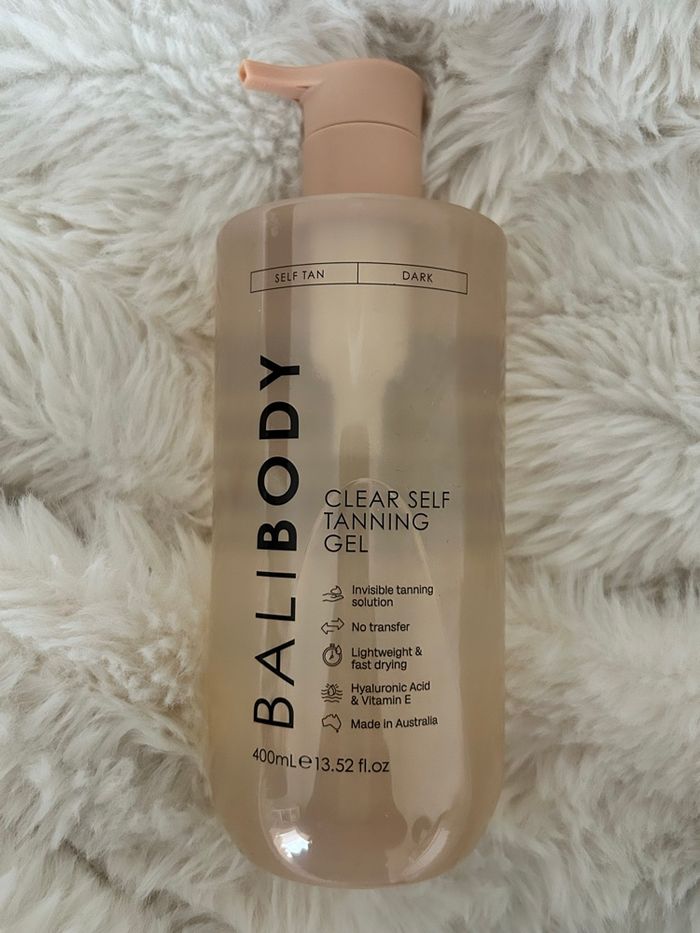 SELF TAN DARK
BALIBODY
CLEAR SELF
TANNING
GEL
Invisible tanning
solution
No transfer
Lightweight &
fast drying
Hyaluronic Acid
& Vitamin E
Made in Australia
400mL℮13.52 fl.oz